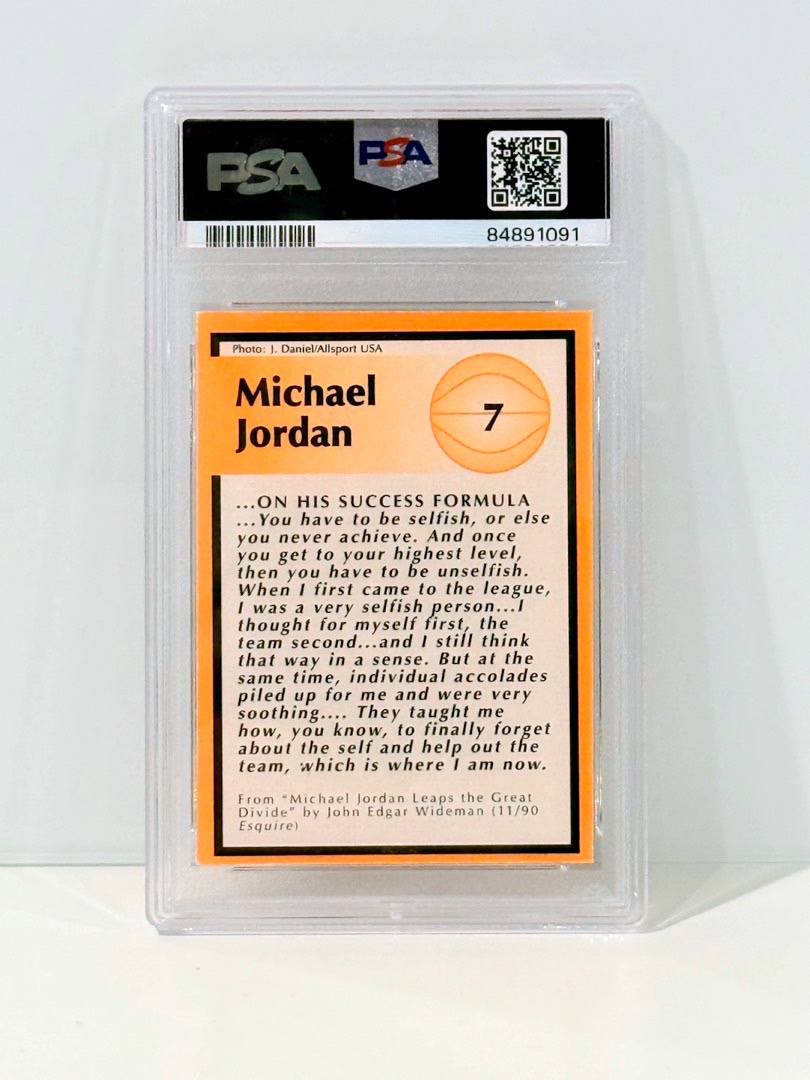 PSA
PSA
84891091
Photo: J. Daniel/Allsport USA
Michael
Jordan
7
...ON HIS SUCCESS FORMULA
...You have to be selfish, or else
you never achieve. And once
you get to your highest level,
then you have to be unselfish.
When I first came to the league,
I was a very selfish person...I
thought for myself first, the
team second...and I still think
that way in a sense. But at the
same time, individual accolades
piled up for me and were very
soothing.... They taught me
how, you know, to finally forget
about the self and help out the
team, which is where I am now.
From "Michael Jordan Leaps the Great
Divide" by John Edgar Wideman (11/90
Esquire)